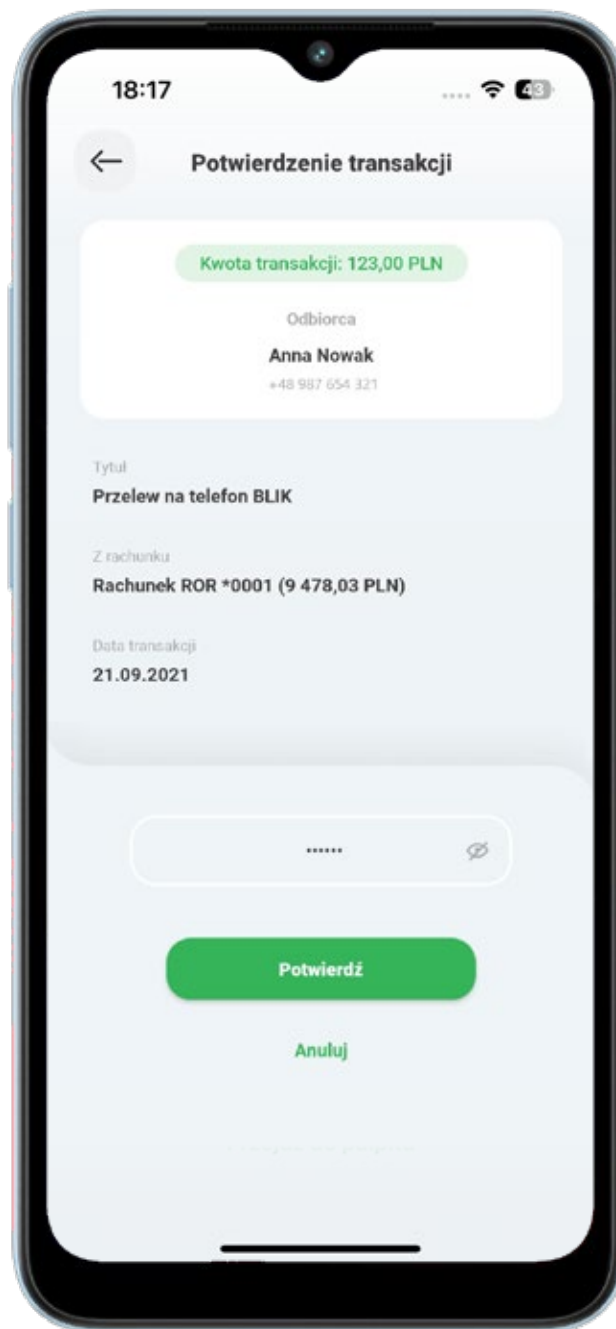 18:17
43
Potwierdzenie transakcji
Kwota transakcji: 123,00 PLN
Odbiorca
Anna Nowak
+48 987 654 321
Tytuł
Przelew na telefon BLIK
Z rachunku
Rachunek ROR *0001 (9 478,03 PLN)
Data transakcji
21.09.2021
••••••
Potwierdź
Anuluj